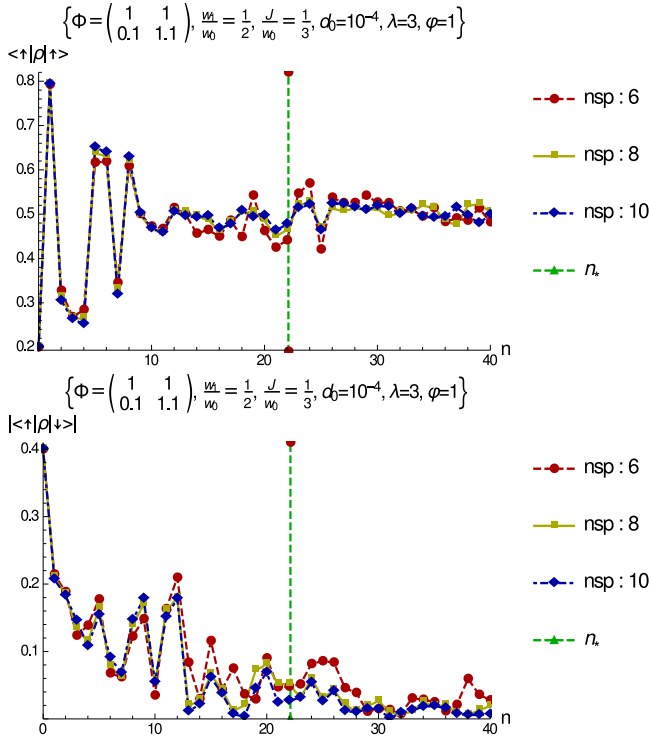 {Φ=(1 1
0.1 1.1), w₁/w₀=1/2, J/w₀=1/3, d₀=10⁻⁴, λ=3, φ=1}
<↑|ρ|↑>
0.8
0.7
0.6
0.5
0.4
0.3
0.2
10
20
30
40
n
nsp : 6
nsp : 8
nsp : 10
n*
{Φ=(1 1
0.1 1.1), w₁/w₀=1/2, J/w₀=1/3, d₀=10⁻⁴, λ=3, φ=1}
|<↑|ρ|↓>|
0.4
0.3
0.2
0.1
0
10
20
30
40
n
nsp : 6
nsp : 8
nsp : 10
n*